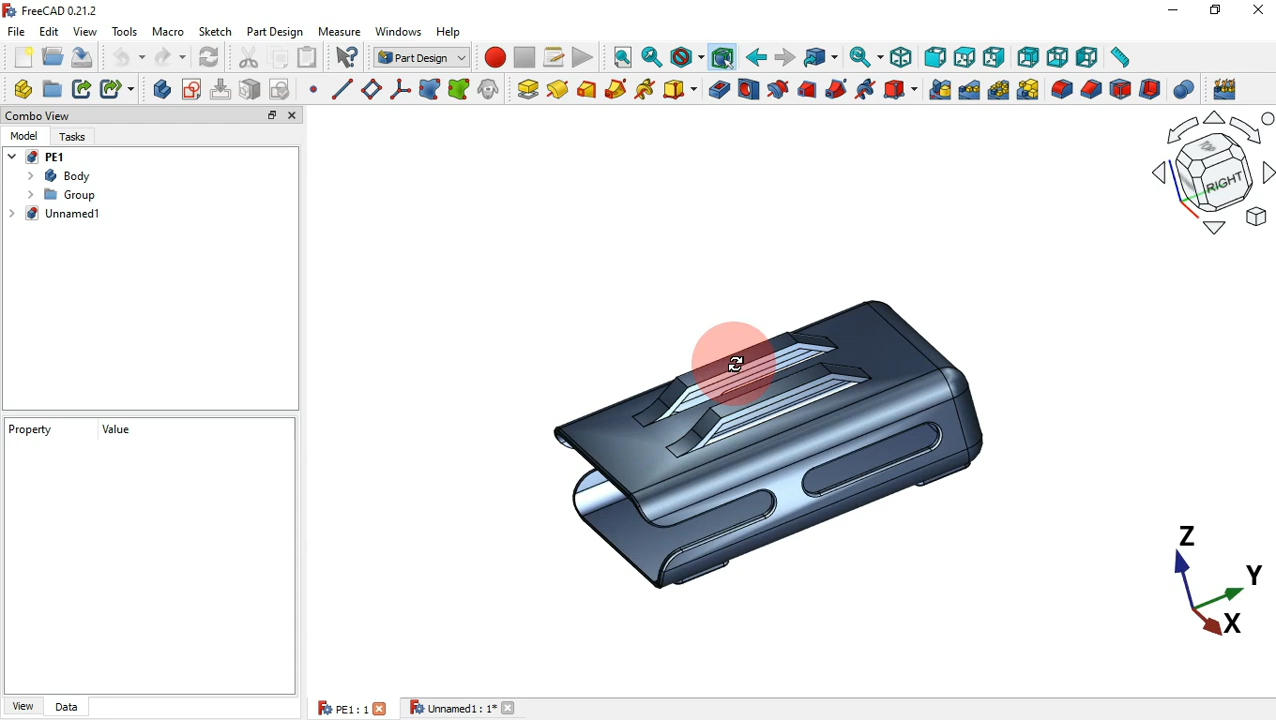 FreeCAD 0.21.2
File Edit View Tools Macro Sketch Part Design Measure Windows Help
Part Design
Combo View
Model Tasks
PE1
Body
Group
Unnamed1
Property Value
RIGHT
Z
Y
X
View Data
PE1 : 1 Unnamed1 : 1*